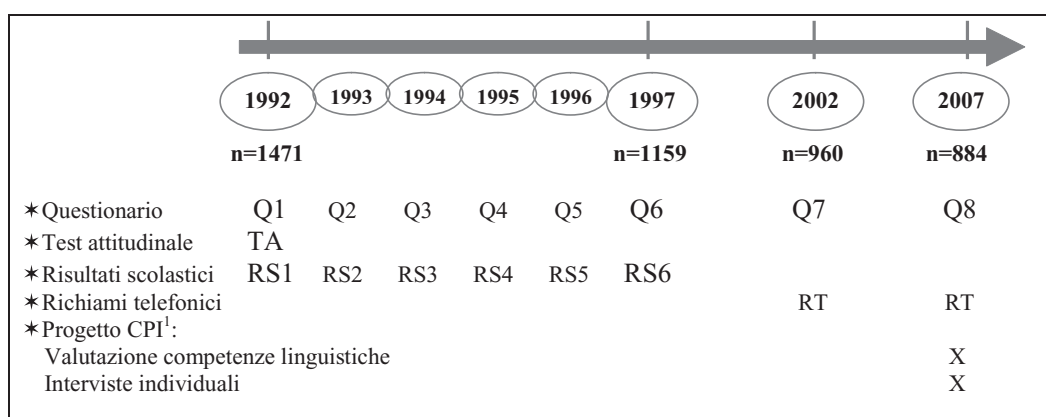 1992 1993 1994 1995 1996 1997 2002 2007
n=1471 n=1159 n=960 n=884
✶Questionario Q1 Q2 Q3 Q4 Q5 Q6 Q7 Q8
✶Test attitudinale TA
✶Risultati scolastici RS1 RS2 RS3 RS4 RS5 RS6
✶Richiami telefonici RT RT
✶Progetto CPI¹:
Valutazione competenze linguistiche X
Interviste individuali X